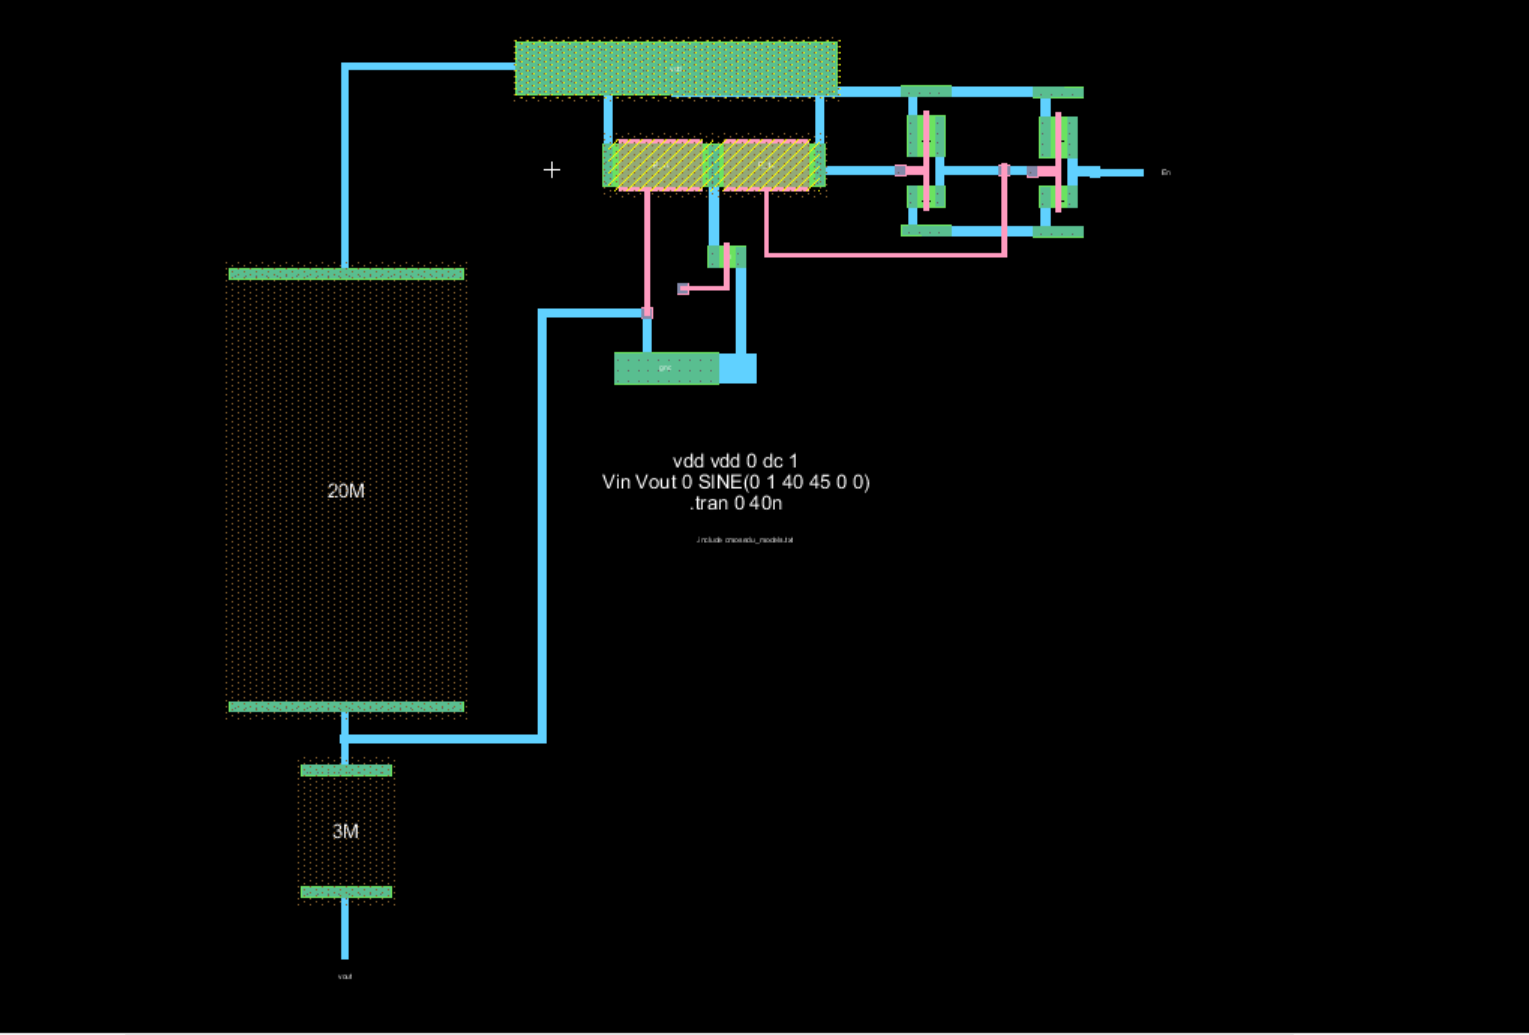 vdd
gnd
En
20M
vdd vdd 0 dc 1
Vin Vout 0 SINE(0 1 40 45 0 0)
.tran 0 40n
.include cmosedu_models.txt
3M
vout